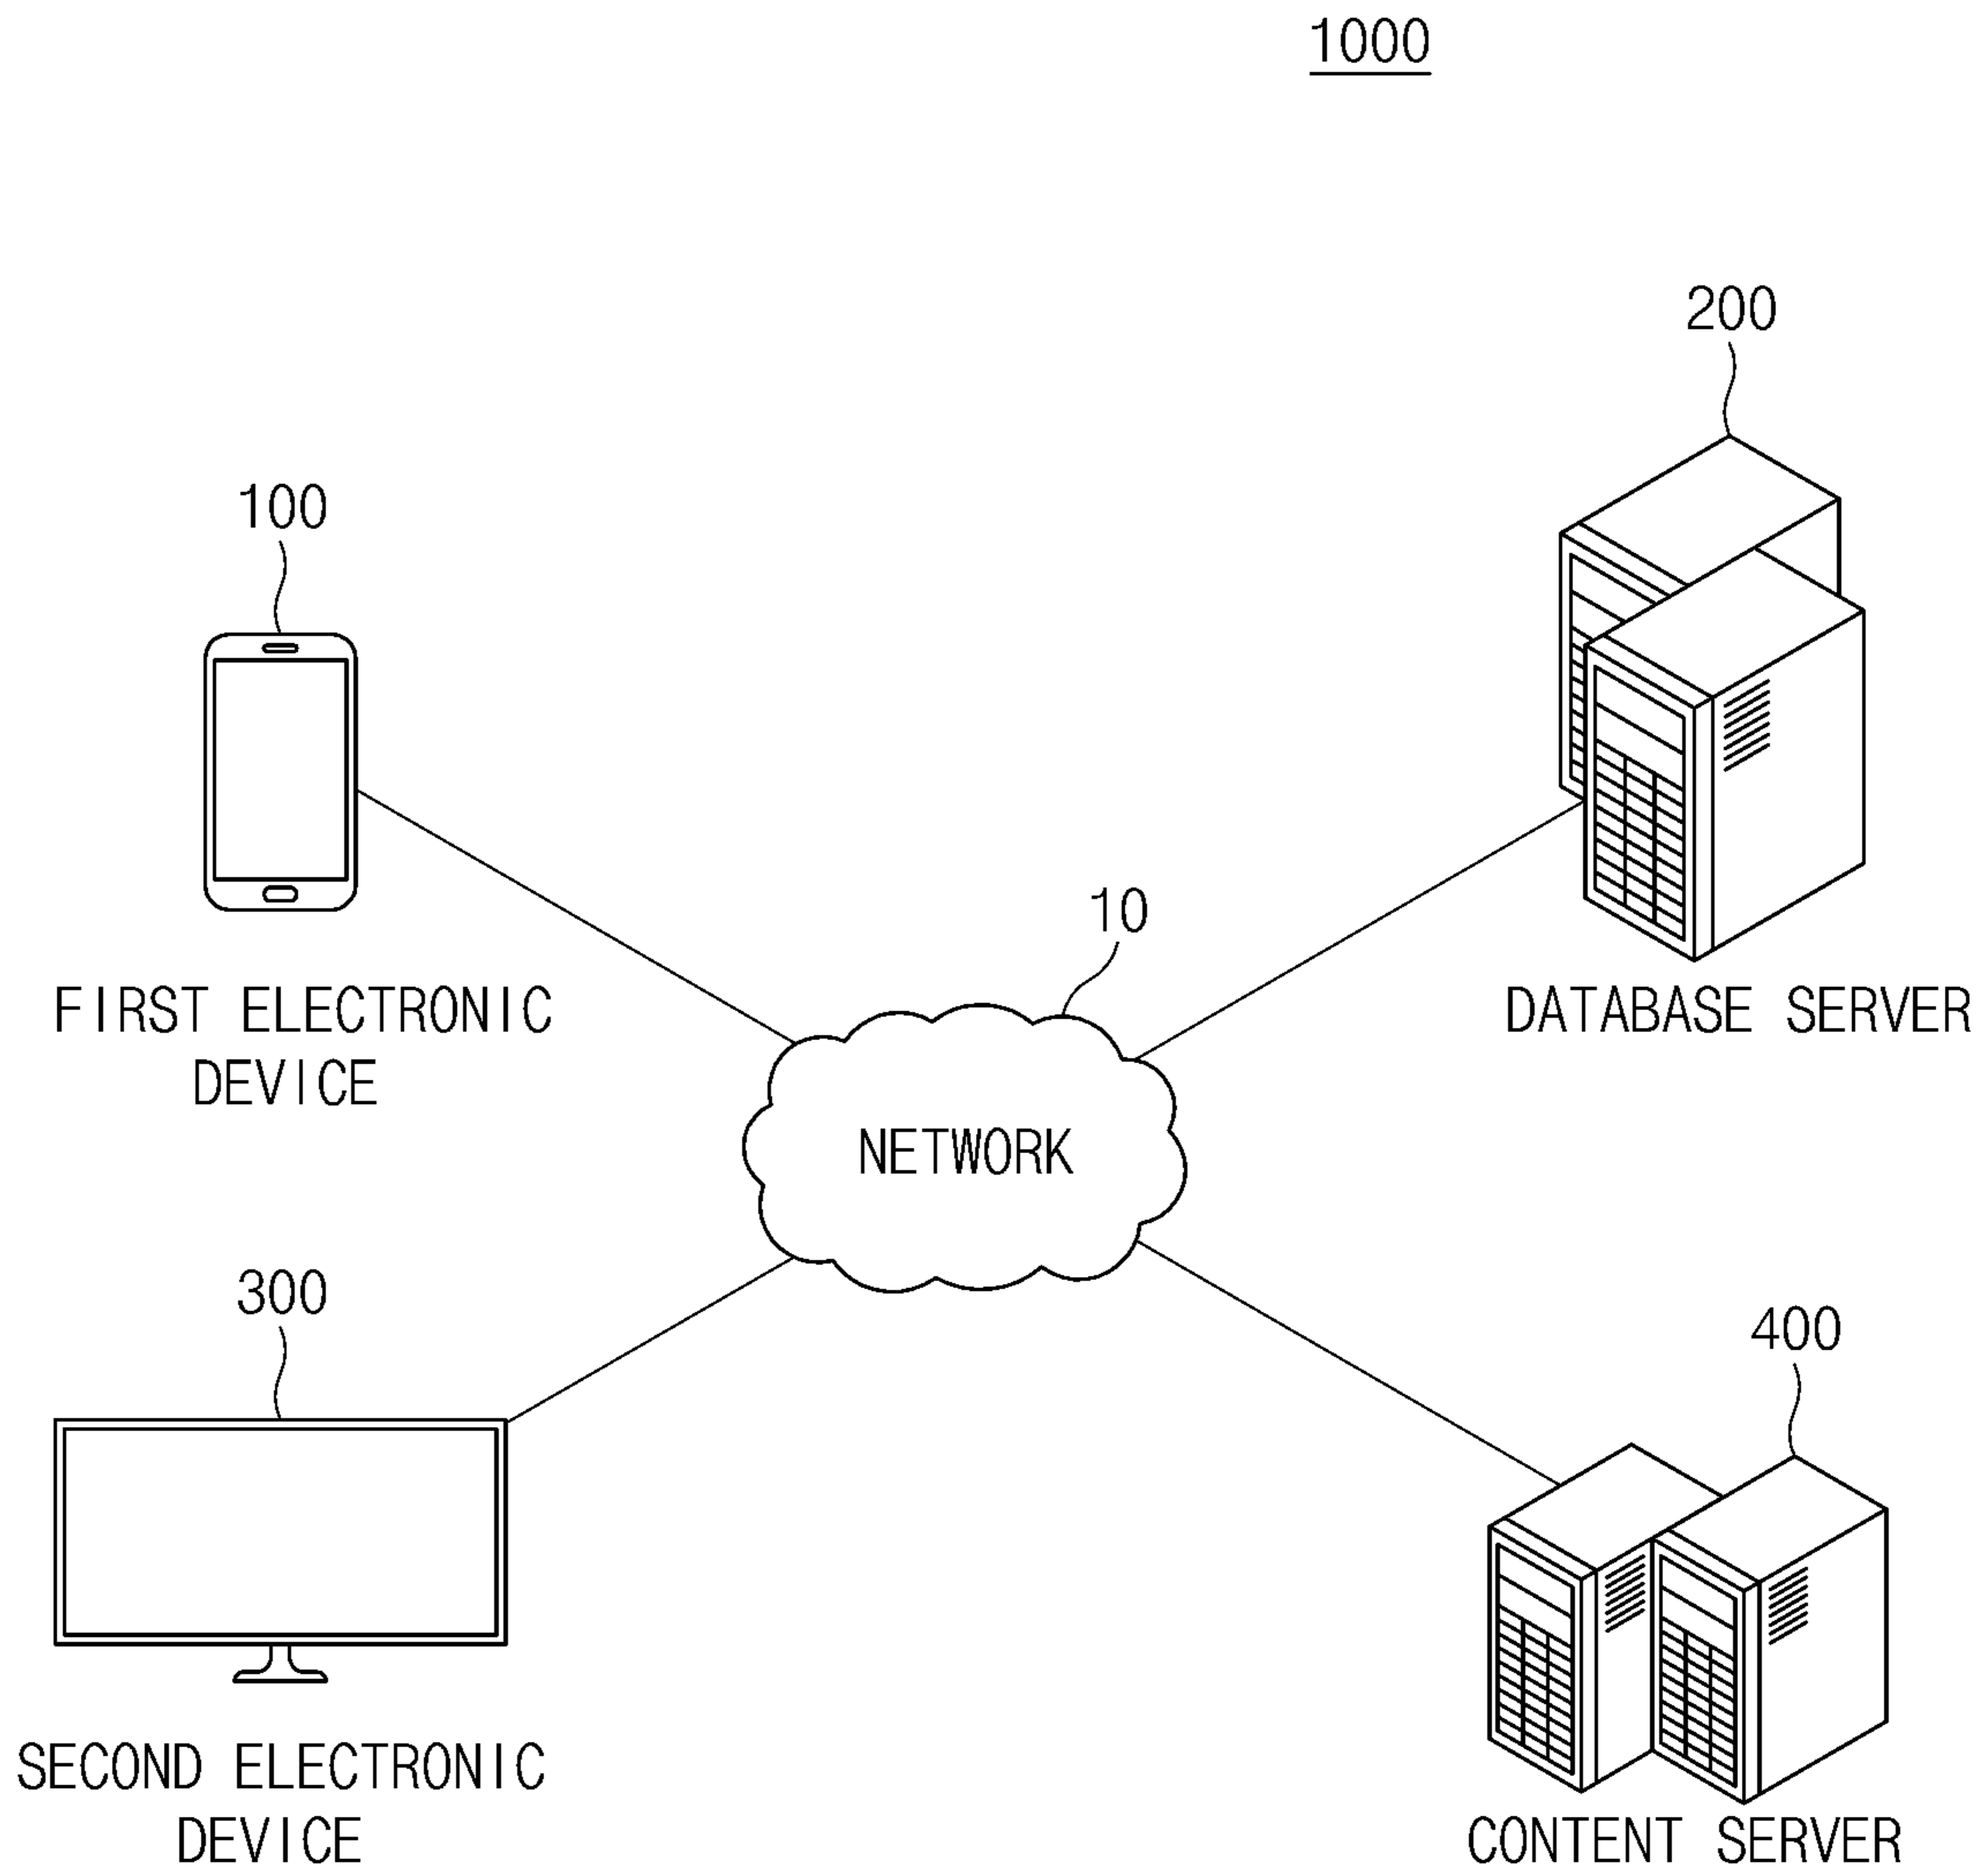 1000
200
100
10
FIRST ELECTRONIC
DEVICE
DATABASE SERVER
NETWORK
300
400
SECOND ELECTRONIC
DEVICE
CONTENT SERVER